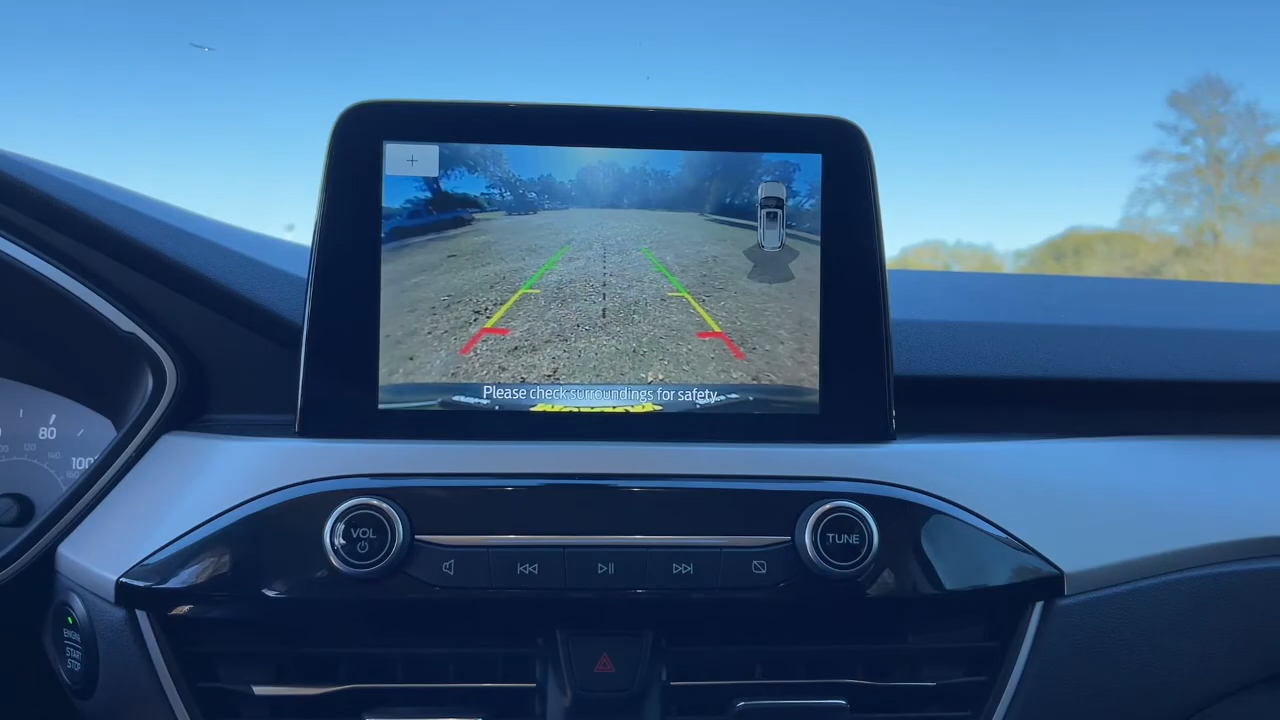 +
Please check surroundings for safety.
80
100
VOL
TUNE
ENGINE
START
STOP